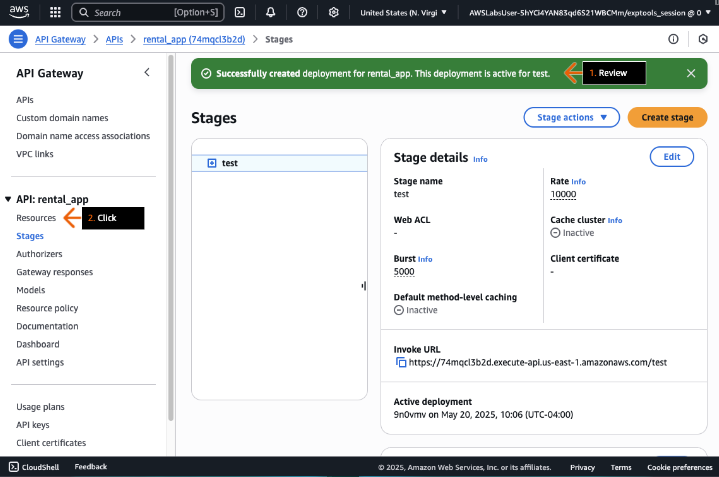 aws
Search [Option+S]
United States (N. Virgi ▼
AWSLabsUser-5hYCi4YAN83qd6S21WBCMm/exptools_session @ 0 ▼
API Gateway > APIs > rental_app (74mqcl3b2d) > Stages
API Gateway
APIs
Custom domain names
Domain name access associations
VPC links
▼ API: rental_app
Resources
2. Click
Stages
Authorizers
Gateway responses
Models
Resource policy
Documentation
Dashboard
API settings
Usage plans
API keys
Client certificates
Successfully created deployment for rental_app. This deployment is active for test.
1. Review
Stages
Stage actions ▼
Create stage
test
Stage details Info
Edit
Stage name
test
Rate Info
10000
Web ACL
-
Cache cluster Info
Inactive
Burst Info
5000
Client certificate
-
Default method-level caching
Inactive
Invoke URL
https://74mqcl3b2d.execute-api.us-east-1.amazonaws.com/test
Active deployment
9n0vmv on May 20, 2025, 10:06 (UTC-04:00)
CloudShell
Feedback
© 2025, Amazon Web Services, Inc. or its affiliates.
Privacy
Terms
Cookie preferences